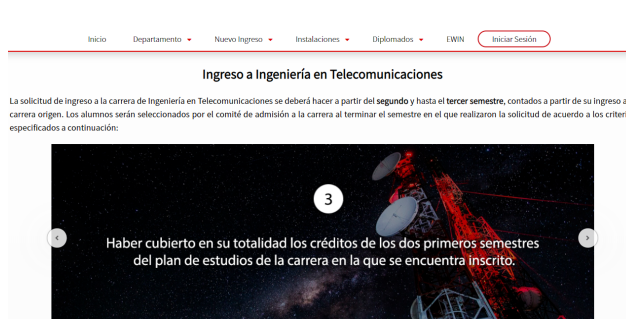 Inicio Departamento Nuevo Ingreso Instalaciones Diplomados EWIN Iniciar Sesión
Ingreso a Ingeniería en Telecomunicaciones
La solicitud de ingreso a la carrera de Ingeniería en Telecomunicaciones se deberá hacer a partir del segundo y hasta el tercer semestre, contados a partir de su ingreso a
carrera origen. Los alumnos serán seleccionados por el comité de admisión a la carrera al terminar el semestre en el que realizaron la solicitud de acuerdo a los criteri
especificados a continuación:
3
Haber cubierto en su totalidad los créditos de los dos primeros semestres
del plan de estudios de la carrera en la que se encuentra inscrito.